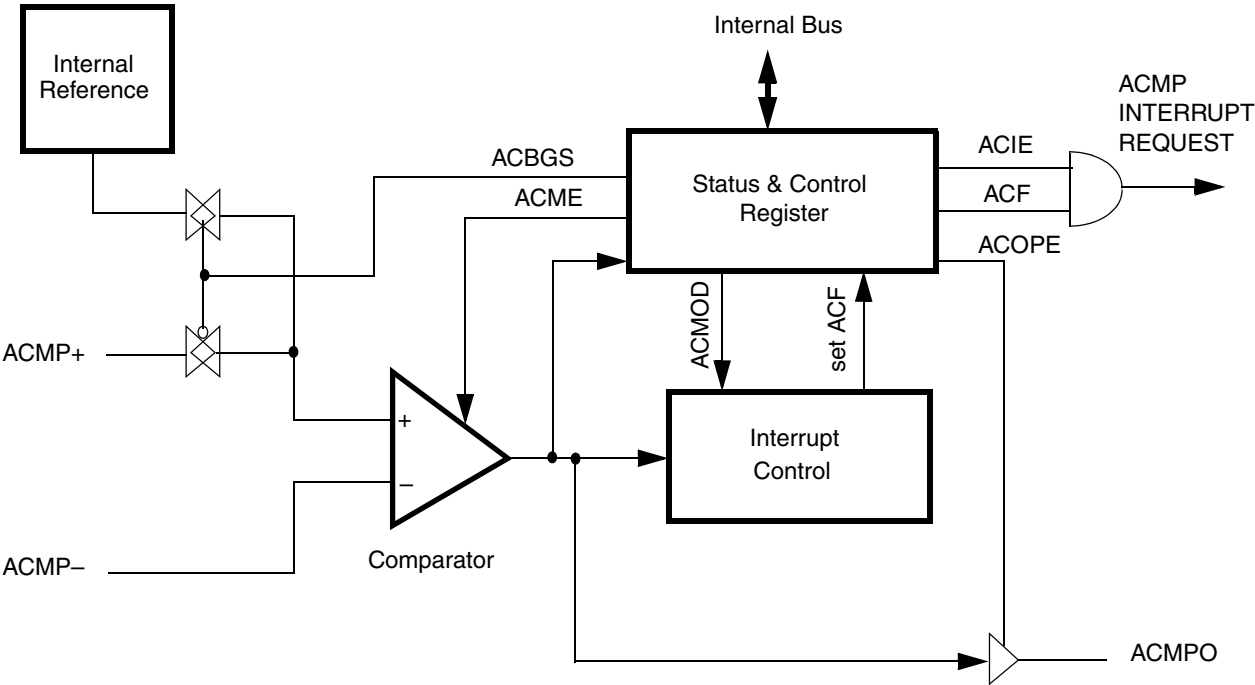 Internal Bus
Internal
Reference
ACMP
INTERRUPT
REQUEST
ACBGS
ACME
Status & Control
Register
ACIE
ACF
ACOPE
ACMOD
set ACF
ACMP+
+
–
Interrupt
Control
Comparator
ACMP–
ACMPO